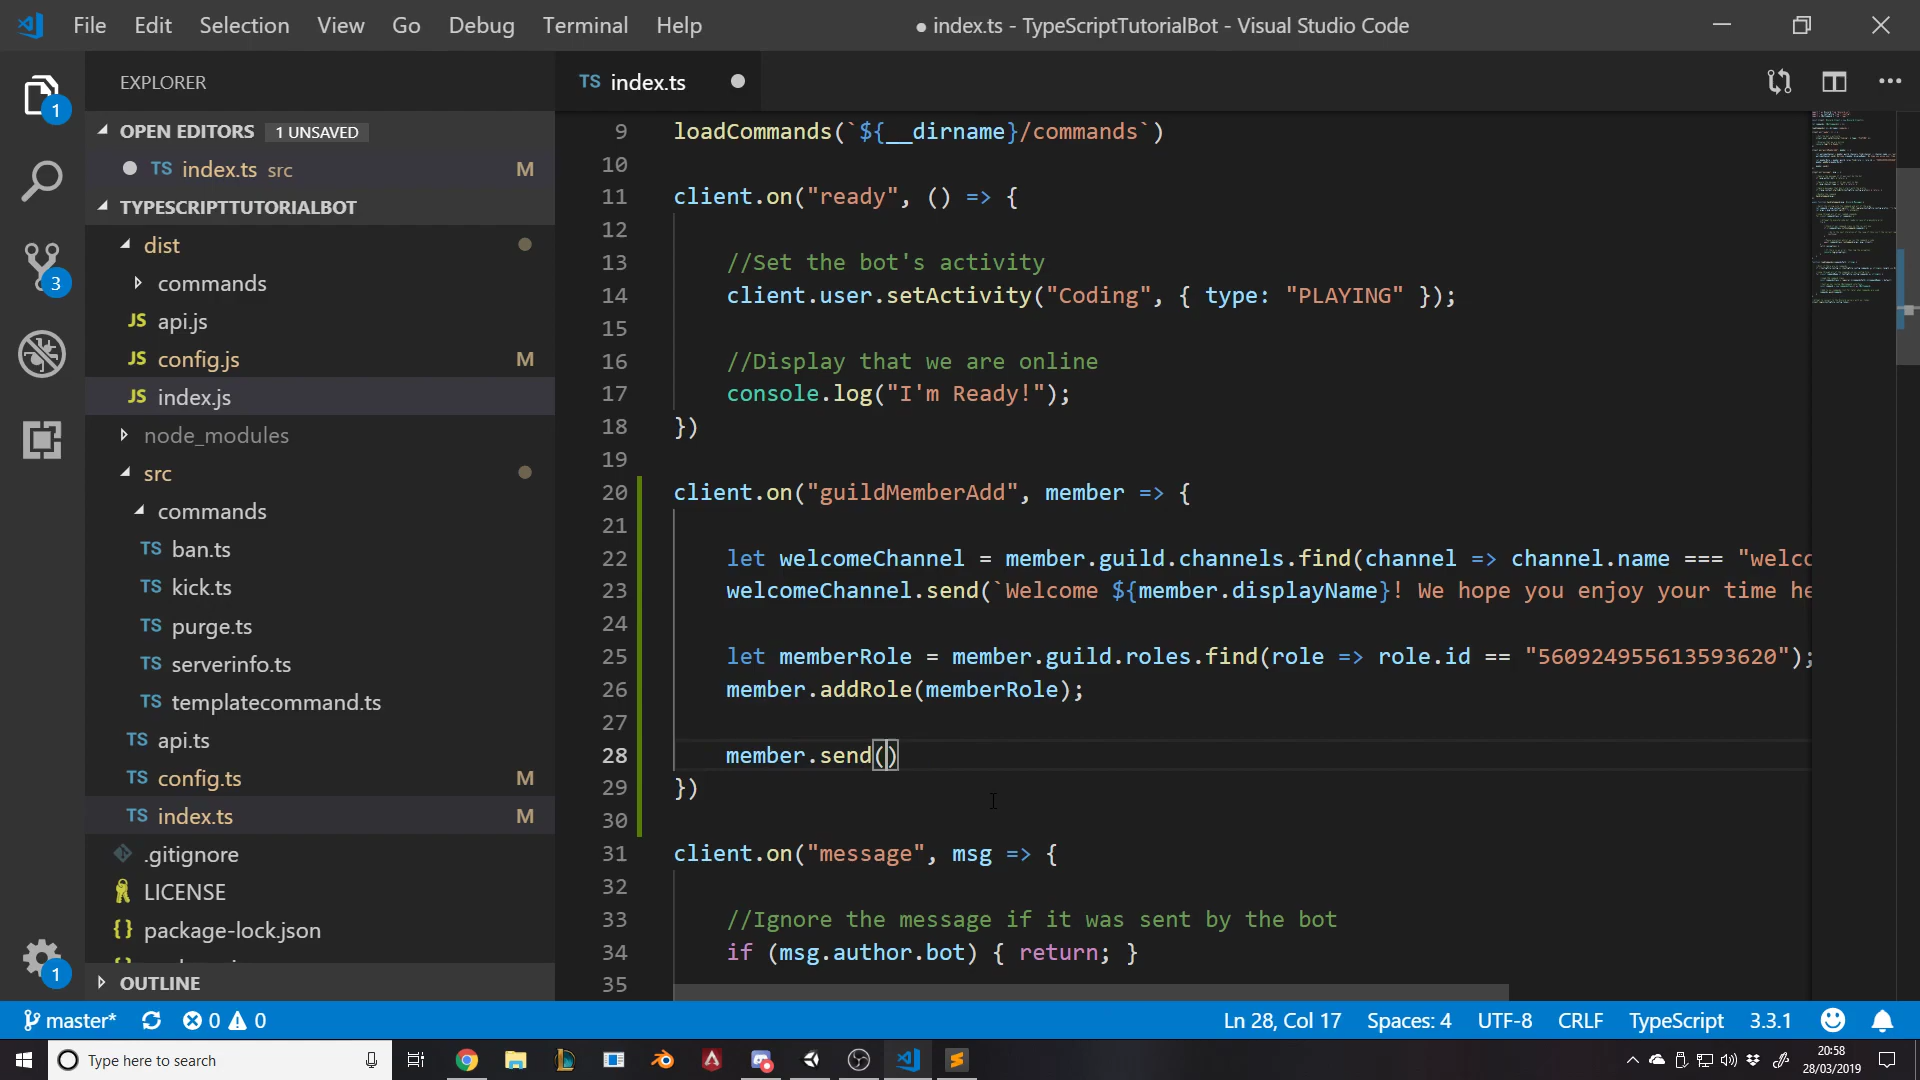 File Edit Selection View Go Debug Terminal Help
● index.ts - TypeScriptTutorialBot - Visual Studio Code
EXPLORER
TS index.ts
1
OPEN EDITORS 1 UNSAVED
TS index.ts src M
TYPESCRIPTTUTORIALBOT
dist
commands
JS api.js
JS config.js M
JS index.js
node_modules
src
commands
TS ban.ts
TS kick.ts
TS purge.ts
TS serverinfo.ts
TS templatecommand.ts
TS api.ts
TS config.ts M
TS index.ts M
.gitignore
LICENSE
{} package-lock.json
OUTLINE
3
1
9 loadCommands(`${__dirname}/commands`)
10
11 client.on("ready", () => {
12
13 //Set the bot's activity
14 client.user.setActivity("Coding", { type: "PLAYING" });
15
16 //Display that we are online
17 console.log("I'm Ready!");
18 })
19
20 client.on("guildMemberAdd", member => {
21
22 let welcomeChannel = member.guild.channels.find(channel => channel.name === "welc
23 welcomeChannel.send(`Welcome ${member.displayName}! We hope you enjoy your time he
24
25 let memberRole = member.guild.roles.find(role => role.id == "560924955613593620");
26 member.addRole(memberRole);
27
28 member.send()
29 })
30
31 client.on("message", msg => {
32
33 //Ignore the message if it was sent by the bot
34 if (msg.author.bot) { return; }
35
master* 0 0
Ln 28, Col 17 Spaces: 4 UTF-8 CRLF TypeScript 3.3.1
Type here to search
20:58
28/03/2019